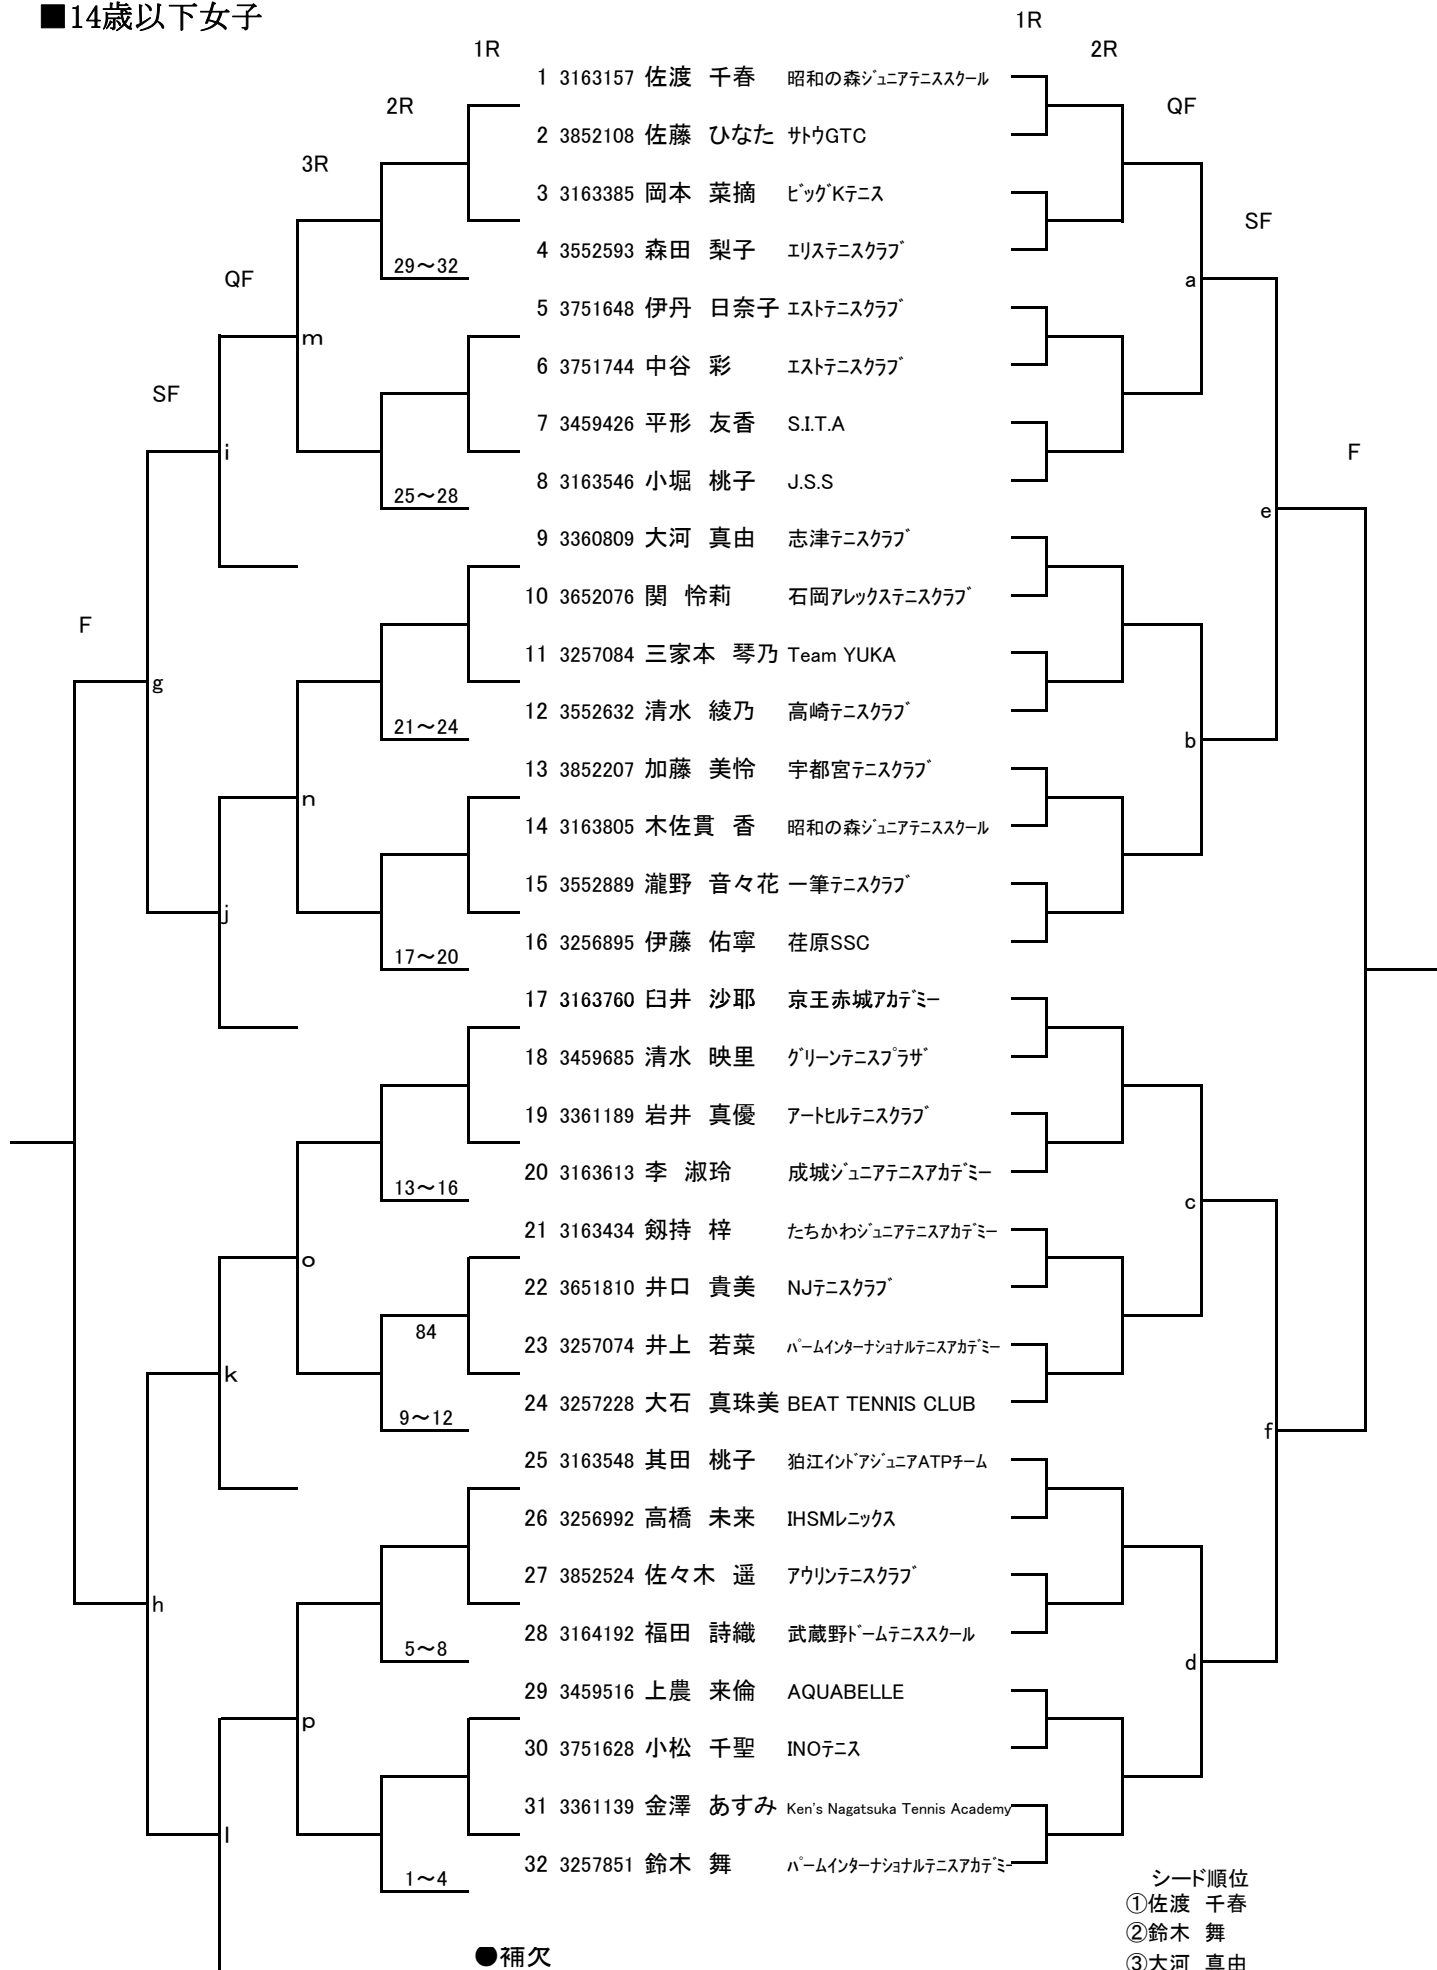 ■14歳以下女子
1R
1R
2R
1 3163157 佐渡 千春 昭和の森ｼﾞｭﾆｱﾃﾆｽｽｸｰﾙ
2R
QF
2 3852108 佐藤 ひなた ｻﾄｳGTC
3R
3 3163385 岡本 菜摘 ﾋﾞｯｸﾞKﾃﾆｽ
SF
4 3552593 森田 梨子 ｴﾘｽﾃﾆｽｸﾗﾌﾞ
29～32
QF
a
5 3751648 伊丹 日奈子 ｴｽﾄﾃﾆｽｸﾗﾌﾞ
m
6 3751744 中谷 彩 ｴｽﾄﾃﾆｽｸﾗﾌﾞ
SF
7 3459426 平形 友香 S.I.T.A
i
F
8 3163546 小堀 桃子 J.S.S
25～28
e
9 3360809 大河 真由 志津ﾃﾆｽｸﾗﾌﾞ
10 3652076 関 怜莉 石岡ｱﾚｯｸｽﾃﾆｽｸﾗﾌﾞ
F
11 3257084 三家本 琴乃 Team YUKA
g
12 3552632 清水 綾乃 高崎ﾃﾆｽｸﾗﾌﾞ
21～24
b
13 3852207 加藤 美怜 宇都宮ﾃﾆｽｸﾗﾌﾞ
n
14 3163805 木佐貫 香 昭和の森ｼﾞｭﾆｱﾃﾆｽｽｸｰﾙ
15 3552889 瀧野 音々花 一筆ﾃﾆｽｸﾗﾌﾞ
j
16 3256895 伊藤 佑寧 荏原SSC
17～20
17 3163760 臼井 沙耶 京王赤城ｱｶﾃﾞﾐｰ
18 3459685 清水 映里 ｸﾞﾘｰﾝﾃﾆｽﾌﾟﾗｻﾞ
19 3361189 岩井 真優 ｱｰﾄﾋﾙﾃﾆｽｸﾗﾌﾞ
20 3163613 李 淑玲 成城ｼﾞｭﾆｱﾃﾆｽｱｶﾃﾞﾐｰ
13～16
c
21 3163434 剱持 梓 たちかわｼﾞｭﾆｱﾃﾆｽｱｶﾃﾞﾐｰ
o
22 3651810 井口 貴美 NJﾃﾆｽｸﾗﾌﾞ
84
23 3257074 井上 若菜 ﾊﾟｰﾑｲﾝﾀｰﾅｼｮﾅﾙﾃﾆｽｱｶﾃﾞﾐｰ
k
24 3257228 大石 真珠美 BEAT TENNIS CLUB
9～12
f
25 3163548 其田 桃子 狛江ｲﾝﾄﾞｱｼﾞｭﾆｱATPﾁｰﾑ
26 3256992 高橋 未来 IHSMﾚﾆｯｸｽ
27 3852524 佐々木 遥 ｱｳﾘﾝﾃﾆｽｸﾗﾌﾞ
h
28 3164192 福田 詩織 武蔵野ﾄﾞｰﾑﾃﾆｽｽｸｰﾙ
5～8
d
29 3459516 上農 来倫 AQUABELLE
p
30 3751628 小松 千聖 INOﾃﾆｽ
31 3361139 金澤 あすみ Ken's Nagatsuka Tennis Academy
l
32 3257851 鈴木 舞 ﾊﾟｰﾑｲﾝﾀｰﾅｼｮﾅﾙﾃﾆｽｱｶﾃﾞﾐｰ
1～4
シード順位
①佐渡 千春
②鈴木 舞
●補欠
③大河 真由